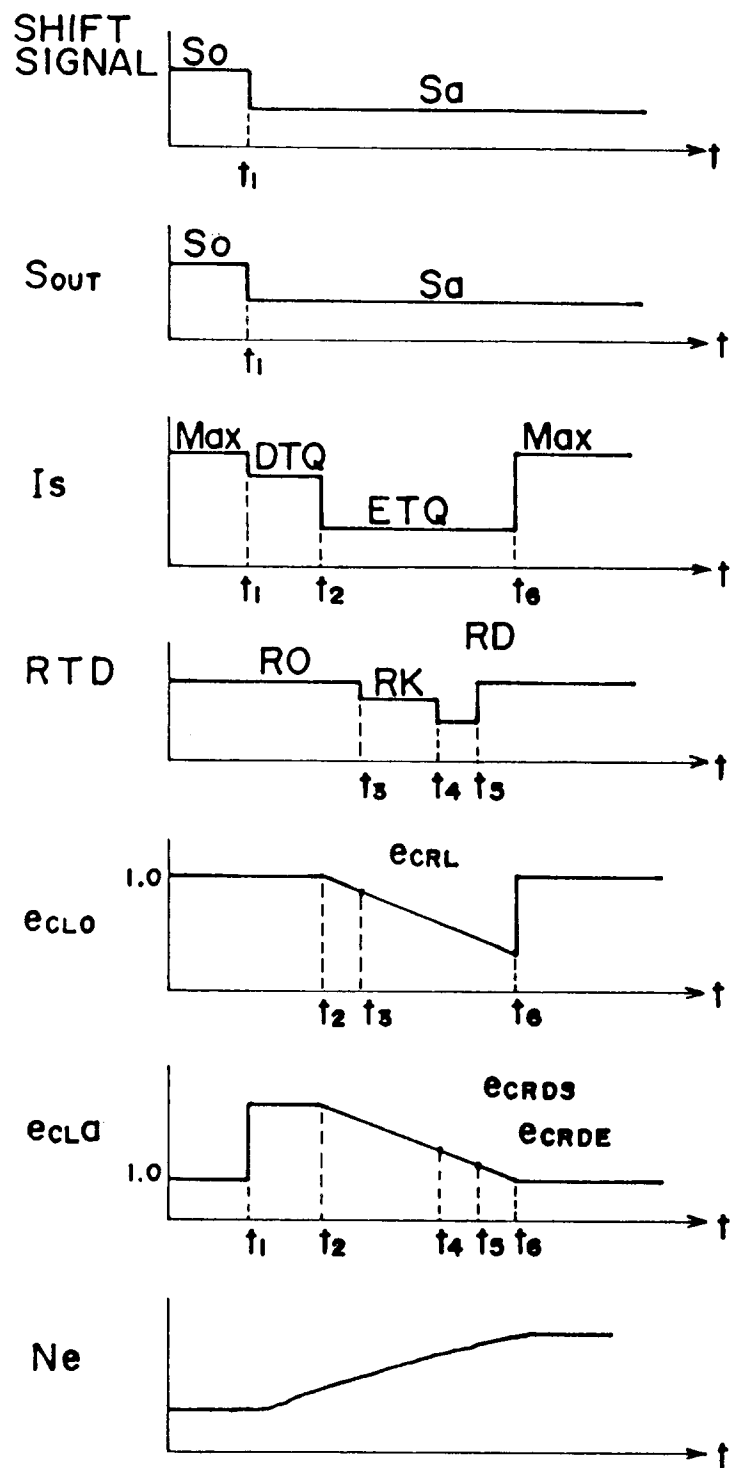 SHIFT
SIGNAL
So
Sa
t
t1
SOUT
So
Sa
t
t1
Is
Max
DTQ
ETQ
Max
t
t1 t2 t6
RTD
RO
RK
RD
t
t3 t4 t5
eCLO
1.0
eCRL
t
t2 t3 t6
eCLa
1.0
eCRDS
eCRDE
t
t1 t2 t4 t5 t6
Ne
t